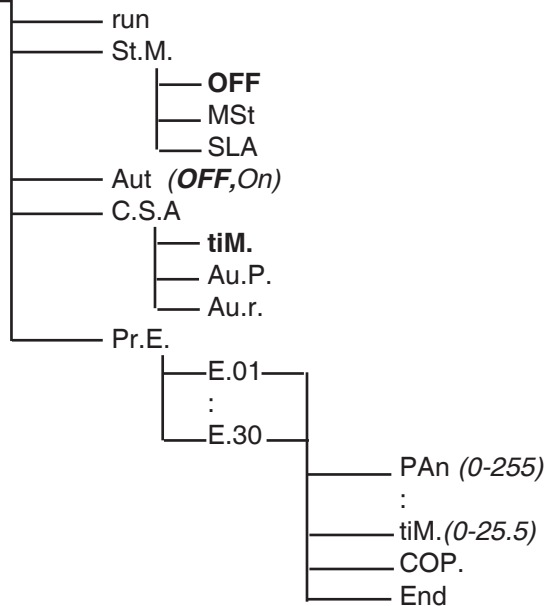 run
St.M.
OFF
MSt
SLA
Aut (OFF,On)
C.S.A
tiM.
Au.P.
Au.r.
Pr.E.
E.01
:
E.30
PAn (0-255)
:
tiM.(0-25.5)
COP.
End